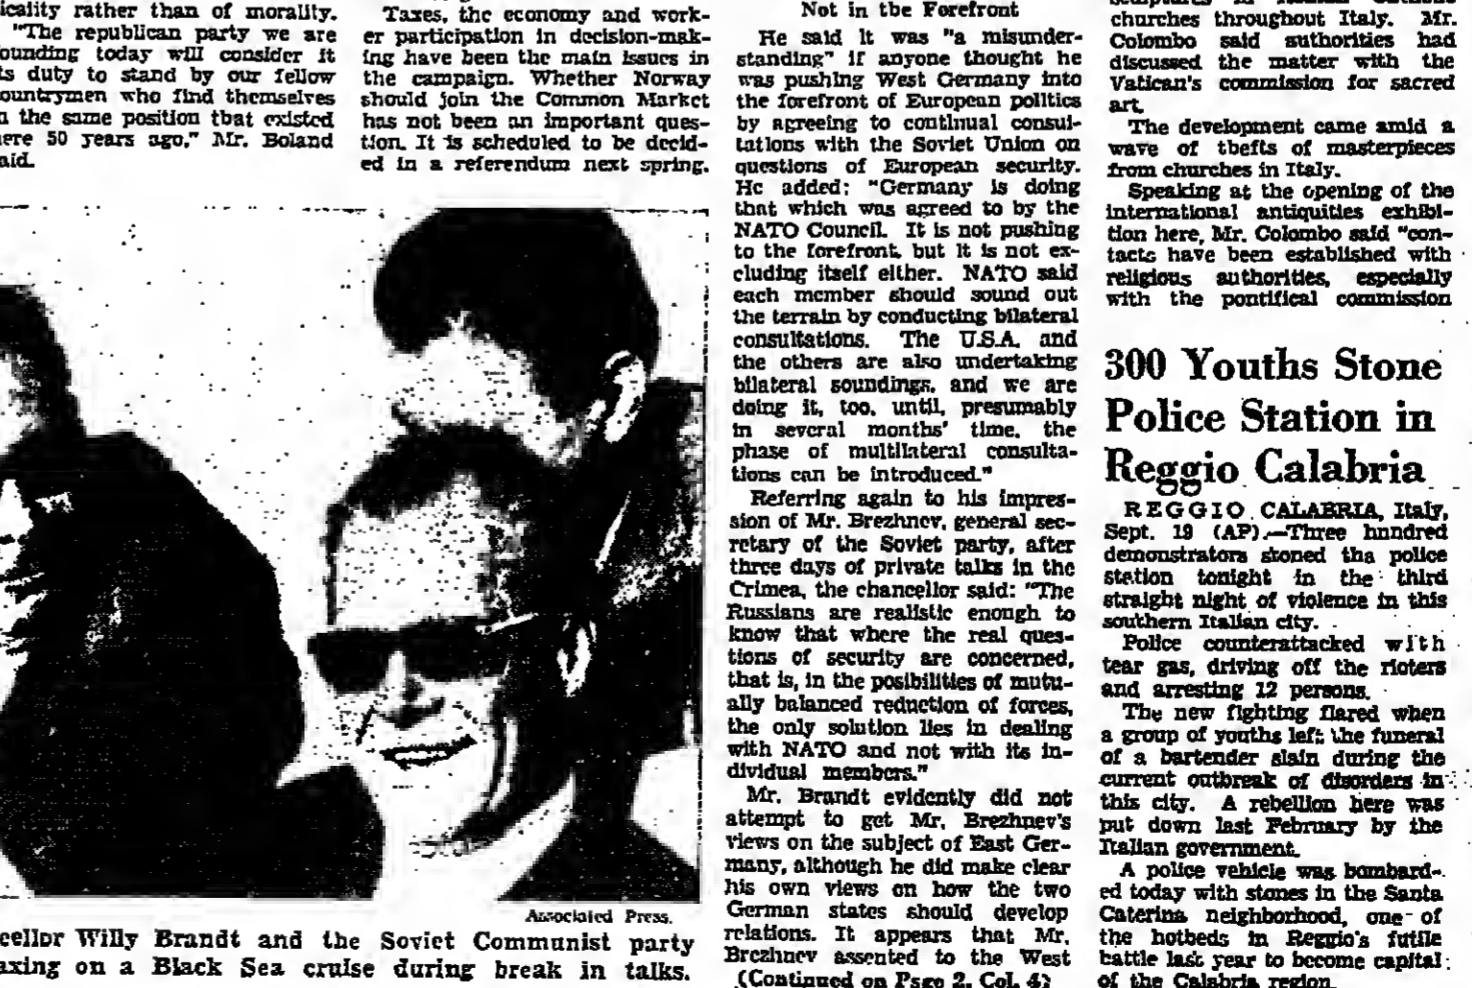 icality rather than of morality.
"The republican party we are
ounding today will consider it
ts duty to stand by our fellow
ountrymen who find themselves
n the same position that existed
ere 50 years ago," Mr. Boland
aid.
Taxes, the economy and work-
er participation in decision-mak-
ing have been the main issues in
the campaign. Whether Norway
should join the Common Market
has not been an important ques-
tion. It is scheduled to be decid-
ed in a referendum next spring.
Associated Press.
cellor Willy Brandt and the Soviet Communist party
axing on a Black Sea cruise during break in talks.
Not in the Forefront
He said it was "a misunder-
standing" if anyone thought he
was pushing West Germany into
the forefront of European politics
by agreeing to continual consul-
tations with the Soviet Union on
questions of European security.
He added: "Germany is doing
that which was agreed to by the
NATO Council. It is not pushing
to the forefront, but it is not ex-
cluding itself either. NATO said
each member should sound out
the terrain by conducting bilateral
consultations. The U.S.A. and
the others are also undertaking
bilateral soundings, and we are
doing it, too, until, presumably
in several months' time, the
phase of multilateral consulta-
tions can be introduced."
Referring again to his impres-
sion of Mr. Brezhnev, general sec-
retary of the Soviet party, after
three days of private talks in the
Crimea, the chancellor said: "The
Russians are realistic enough to
know that where the real ques-
tions of security are concerned,
that is, in the posibilities of mutu-
ally balanced reduction of forces,
the only solution lies in dealing
with NATO and not with its in-
dividual members."
Mr. Brandt evidently did not
attempt to get Mr. Brezhnev's
views on the subject of East Ger-
many, although he did make clear
his own views on how the two
German states should develop
relations. It appears that Mr.
Brezhnev assented to the West
(Continued on Page 2, Col. 4)
churches throughout Italy. Mr.
Colombo said authorities had
discussed the matter with the
Vatican's commission for sacred
art.
The development came amid a
wave of thefts of masterpieces
from churches in Italy.
Speaking at the opening of the
international antiquities exhibi-
tion here, Mr. Colombo said "con-
tacts have been established with
religious authorities, especially
with the pontifical commission
300 Youths Stone
Police Station in
Reggio Calabria
REGGIO CALABRIA, Italy,
Sept. 19 (AP).—Three hundred
demonstrators stoned the police
station tonight in the third
straight night of violence in this
southern Italian city.
Police counterattacked with
tear gas, driving off the rioters
and arresting 12 persons.
The new fighting flared when
a group of youths left the funeral
of a bartender slain during the
current outbreak of disorders in
this city. A rebellion here was
put down last February by the
Italian government.
A police vehicle was bombard-
ed today with stones in the Santa
Caterina neighborhood, one of
the hotbeds in Reggio's futile
battle last year to become capital
of the Calabria region.